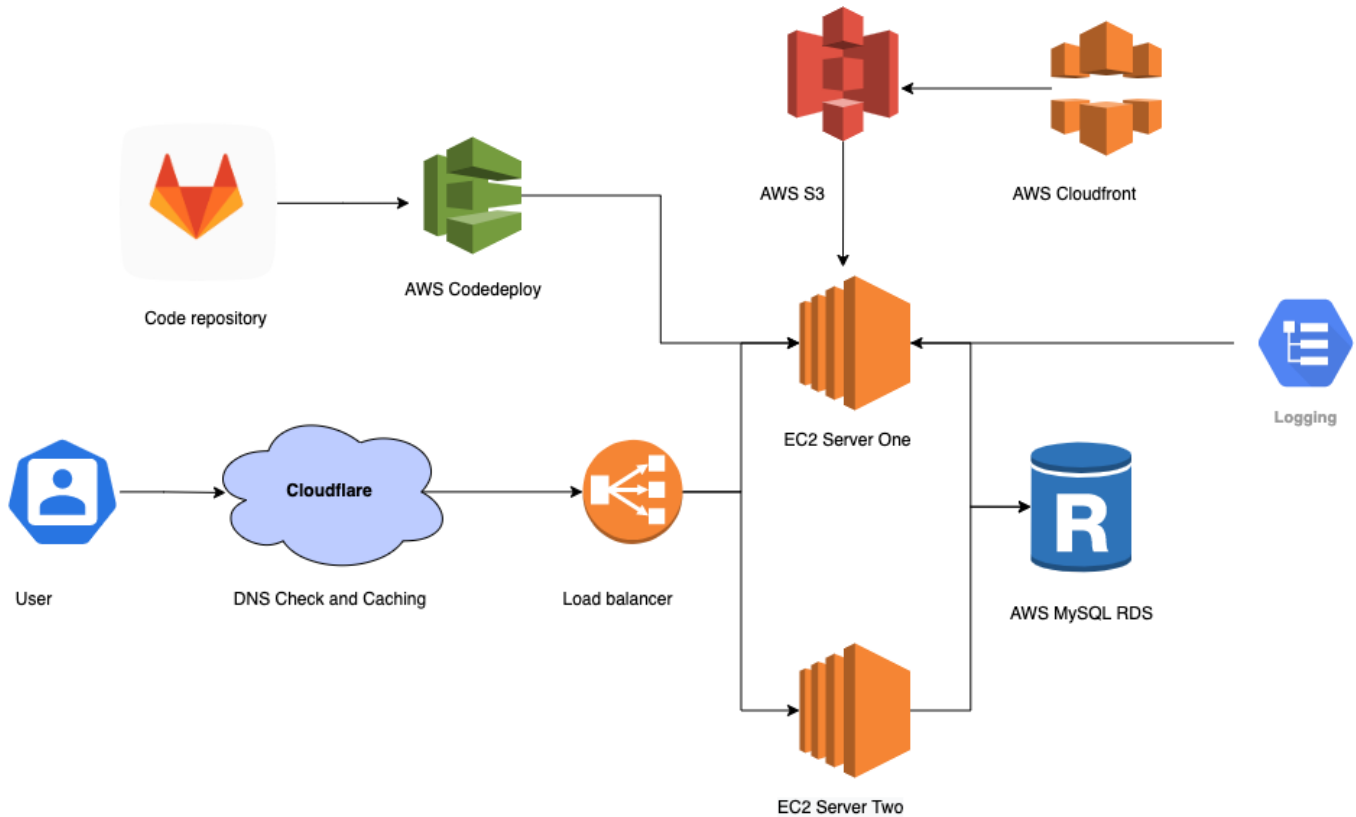 AWS S3
AWS Cloudfront
AWS Codedeploy
Code repository
Logging
EC2 Server One
Cloudflare
R
User
DNS Check and Caching
Load balancer
AWS MySQL RDS
EC2 Server Two